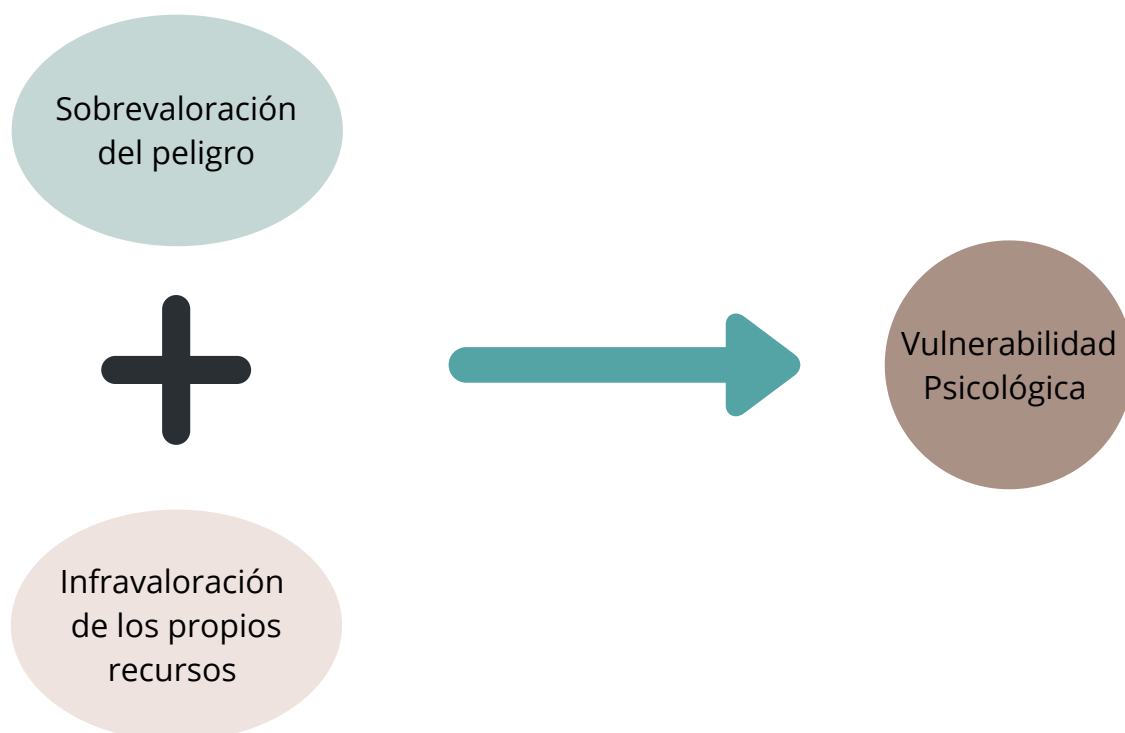 Sobrevaloración
del peligro
Infravaloración
de los propios
recursos
Vulnerabilidad
Psicológica